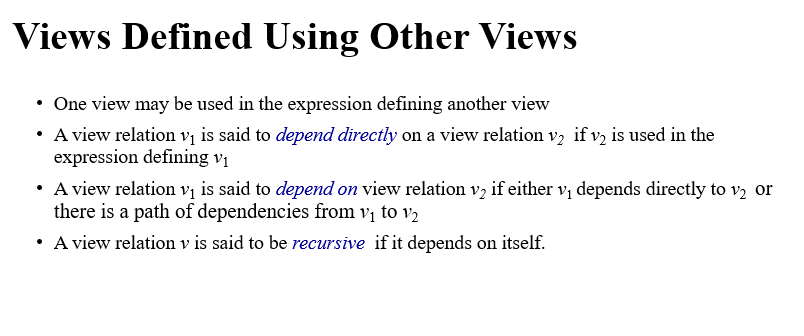 Views Defined Using Other Views
• One view may be used in the expression defining another view
• A view relation v₁ is said to depend directly on a view relation v₂ if v₂ is used in the
expression defining v₁
• A view relation v₁ is said to depend on view relation v₂ if either v₁ depends directly to v₂ or
there is a path of dependencies from v₁ to v₂
• A view relation v is said to be recursive if it depends on itself.